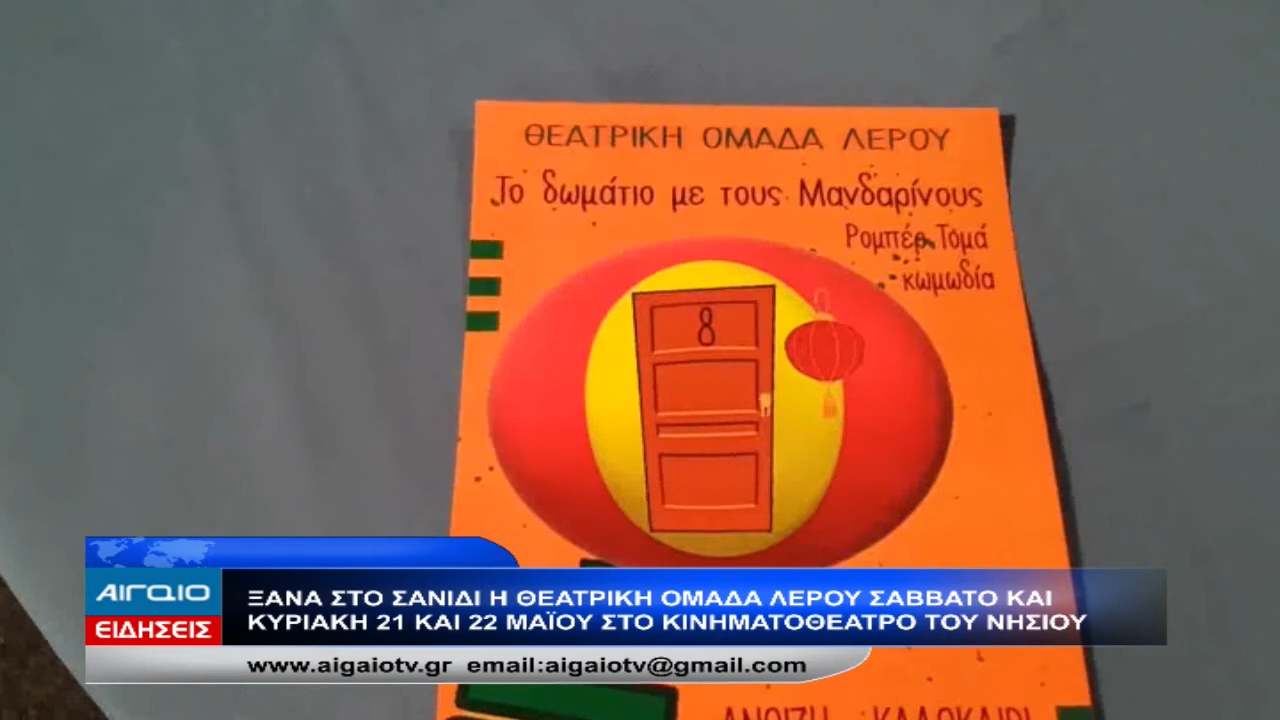 ΘΕΑΤΡΙΚΗ ΟΜΑΔΑ ΛΕΡΟΥ
Το δωμάτιο με τους Μανδαρίνους
Ρομπέρ Τομά
κωμωδία
8
ΑΙΓΑΙΟ
ΕΙΔΗΣΕΙΣ
ΞΑΝΑ ΣΤΟ ΣΑΝΙΔΙ Η ΘΕΑΤΡΙΚΗ ΟΜΑΔΑ ΛΕΡΟΥ ΣΑΒΒΑΤΟ ΚΑΙ
ΚΥΡΙΑΚΗ 21 ΚΑΙ 22 ΜΑΪΟΥ ΣΤΟ ΚΙΝΗΜΑΤΟΘΕΑΤΡΟ ΤΟΥ ΝΗΣΙΟΥ
www.aigaiotv.gr email:aigaiotv@gmail.com